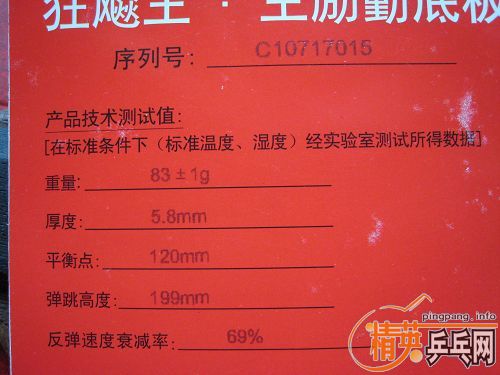 狂飚王·王励勤底板
序列号: C10717015
产品技术测试值:
[在标准条件下（标准温度、湿度）经实验室测试所得数据]
重量: 83±1g
厚度: 5.8mm
平衡点: 120mm
弹跳高度: 199mm
反弹速度衰减率: 69%
pingpang.info
精英乒乓网